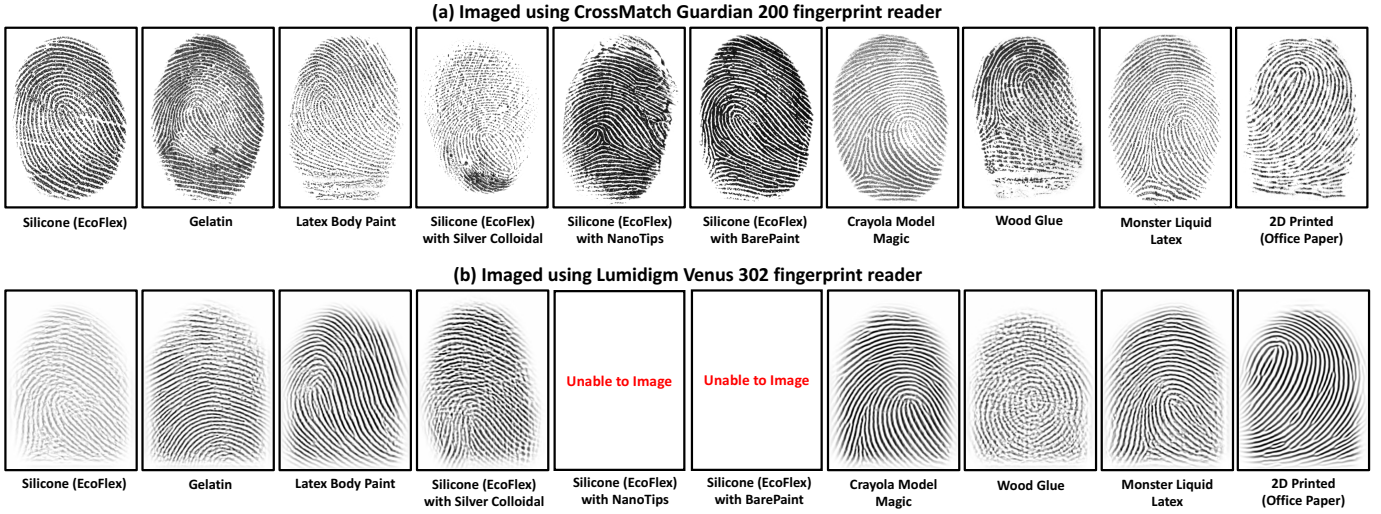 (a) Imaged using CrossMatch Guardian 200 fingerprint reader
Silicone (EcoFlex)
Gelatin
Latex Body Paint
Silicone (EcoFlex)
with Silver Colloidal
Silicone (EcoFlex)
with NanoTips
Silicone (EcoFlex)
with BarePaint
Crayola Model
Magic
Wood Glue
Monster Liquid
Latex
2D Printed
(Office Paper)
(b) Imaged using Lumidigm Venus 302 fingerprint reader
Unable to Image
Unable to Image
Silicone (EcoFlex)
Gelatin
Latex Body Paint
Silicone (EcoFlex)
with Silver Colloidal
Silicone (EcoFlex)
with NanoTips
Silicone (EcoFlex)
with BarePaint
Crayola Model
Magic
Wood Glue
Monster Liquid
Latex
2D Printed
(Office Paper)